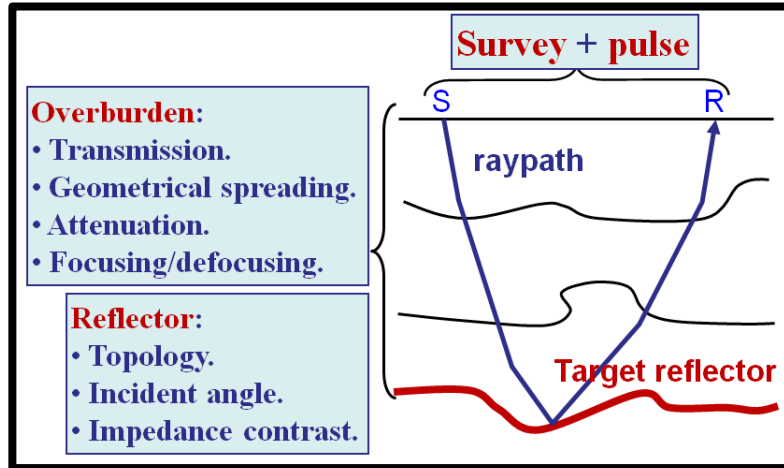 Survey + pulse
S
R
Overburden:
• Transmission.
• Geometrical spreading.
• Attenuation.
• Focusing/defocusing.
raypath
Reflector:
• Topology.
• Incident angle.
• Impedance contrast.
Target reflector